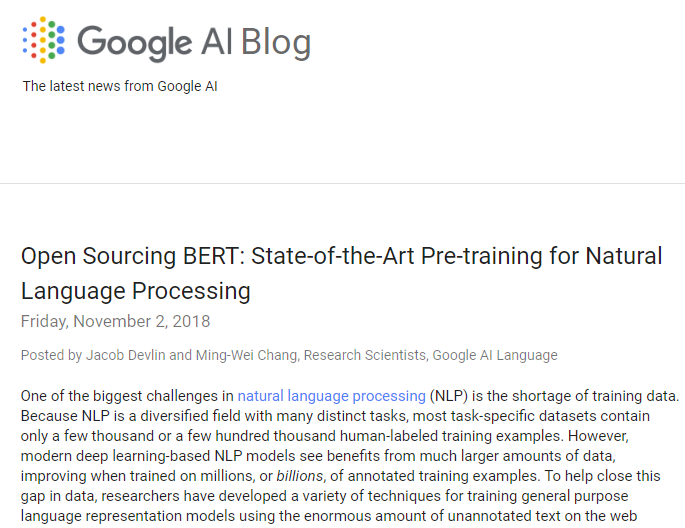 Google AI Blog
The latest news from Google AI
Open Sourcing BERT: State-of-the-Art Pre-training for Natural
Language Processing
Friday, November 2, 2018
Posted by Jacob Devlin and Ming-Wei Chang, Research Scientists, Google AI Language
One of the biggest challenges in natural language processing (NLP) is the shortage of training data.
Because NLP is a diversified field with many distinct tasks, most task-specific datasets contain
only a few thousand or a few hundred thousand human-labeled training examples. However,
modern deep learning-based NLP models see benefits from much larger amounts of data,
improving when trained on millions, or billions, of annotated training examples. To help close this
gap in data, researchers have developed a variety of techniques for training general purpose
language representation models using the enormous amount of unannotated text on the web